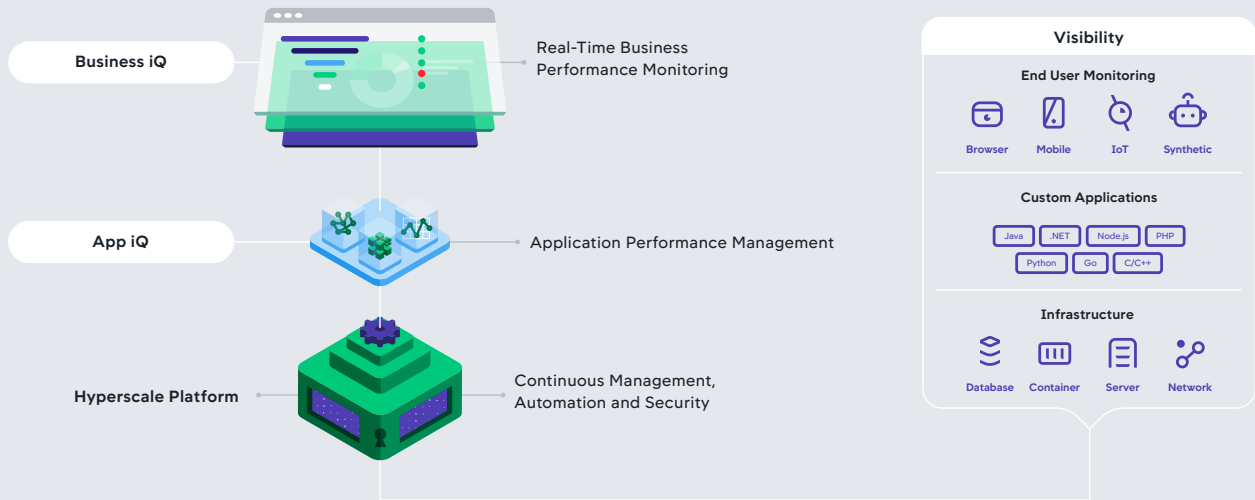 Business iQ
Real-Time Business
Performance Monitoring
App iQ
Application Performance Management
Hyperscale Platform
Continuous Management,
Automation and Security
Visibility
End User Monitoring
Browser Mobile IoT Synthetic
Custom Applications
Java .NET Node.js PHP
Python Go C/C++
Infrastructure
Database Container Server Network